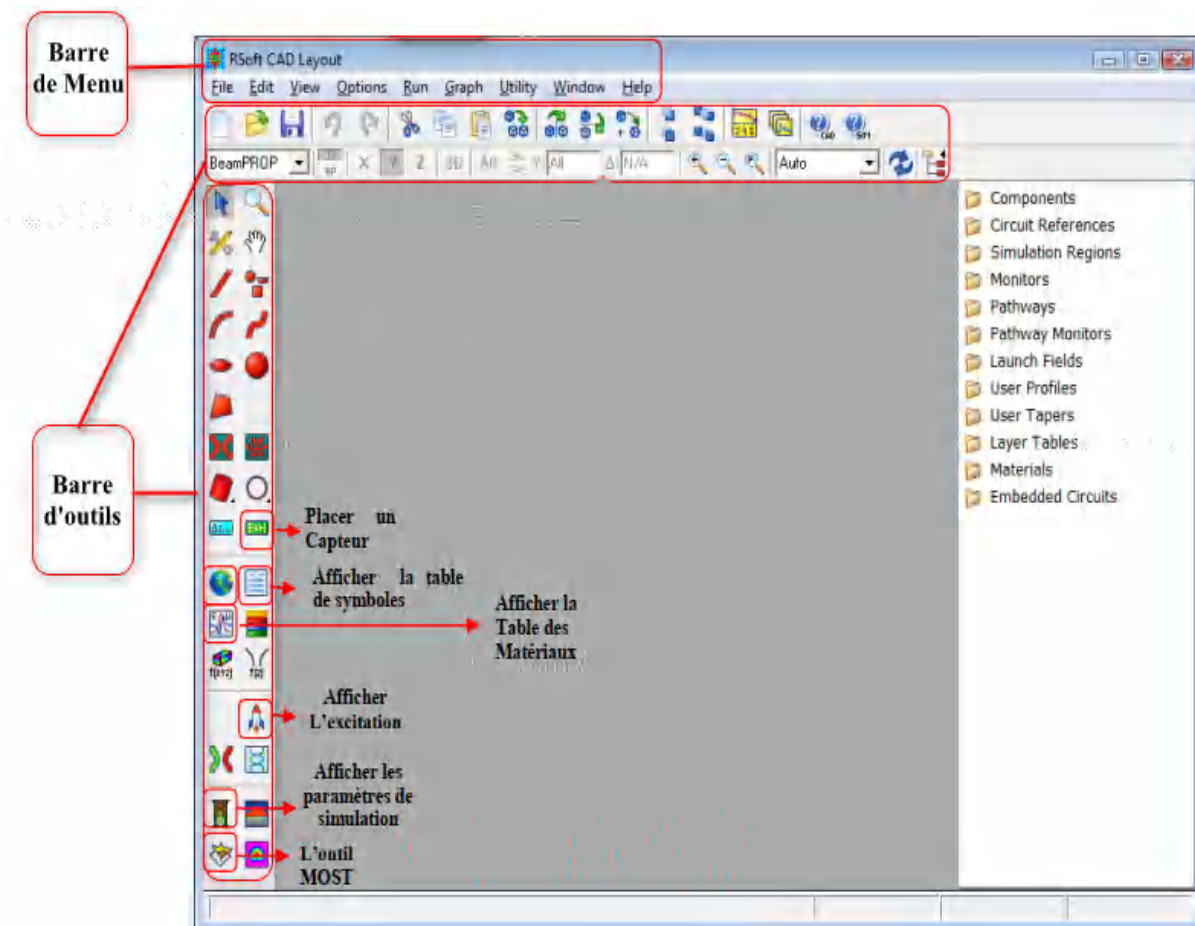 Barre
de Menu
RSoft CAD Layout
File Edit View Options Run Graph Utility Window Help
BeamPROP
X Y Z 3D
Y All
N/A
Auto
Components
Circuit References
Simulation Regions
Monitors
Pathways
Pathway Monitors
Launch Fields
User Profiles
User Tapers
Layer Tables
Materials
Embedded Circuits
Barre
d'outils
Placer un
Capteur
Afficher la table
de symboles
Afficher la
Table des
Matériaux
Afficher
L'excitation
Afficher les
paramètres de
simulation
L'outil
MOST